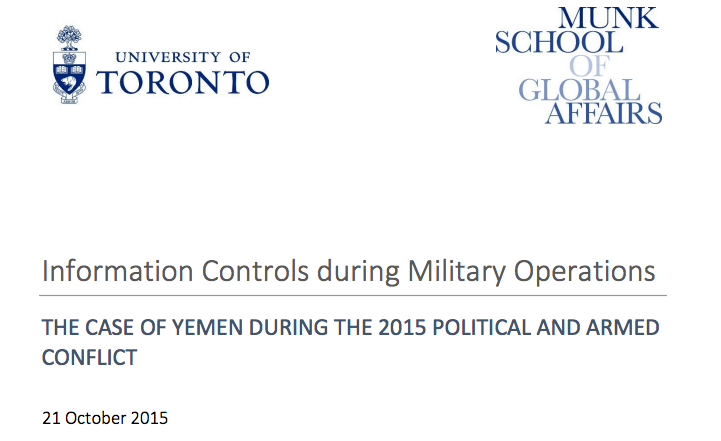 UNIVERSITY OF
TORONTO
MUNK
SCHOOL
OF
GLOBAL
AFFAIRS
Information Controls during Military Operations
THE CASE OF YEMEN DURING THE 2015 POLITICAL AND ARMED
CONFLICT
21 October 2015